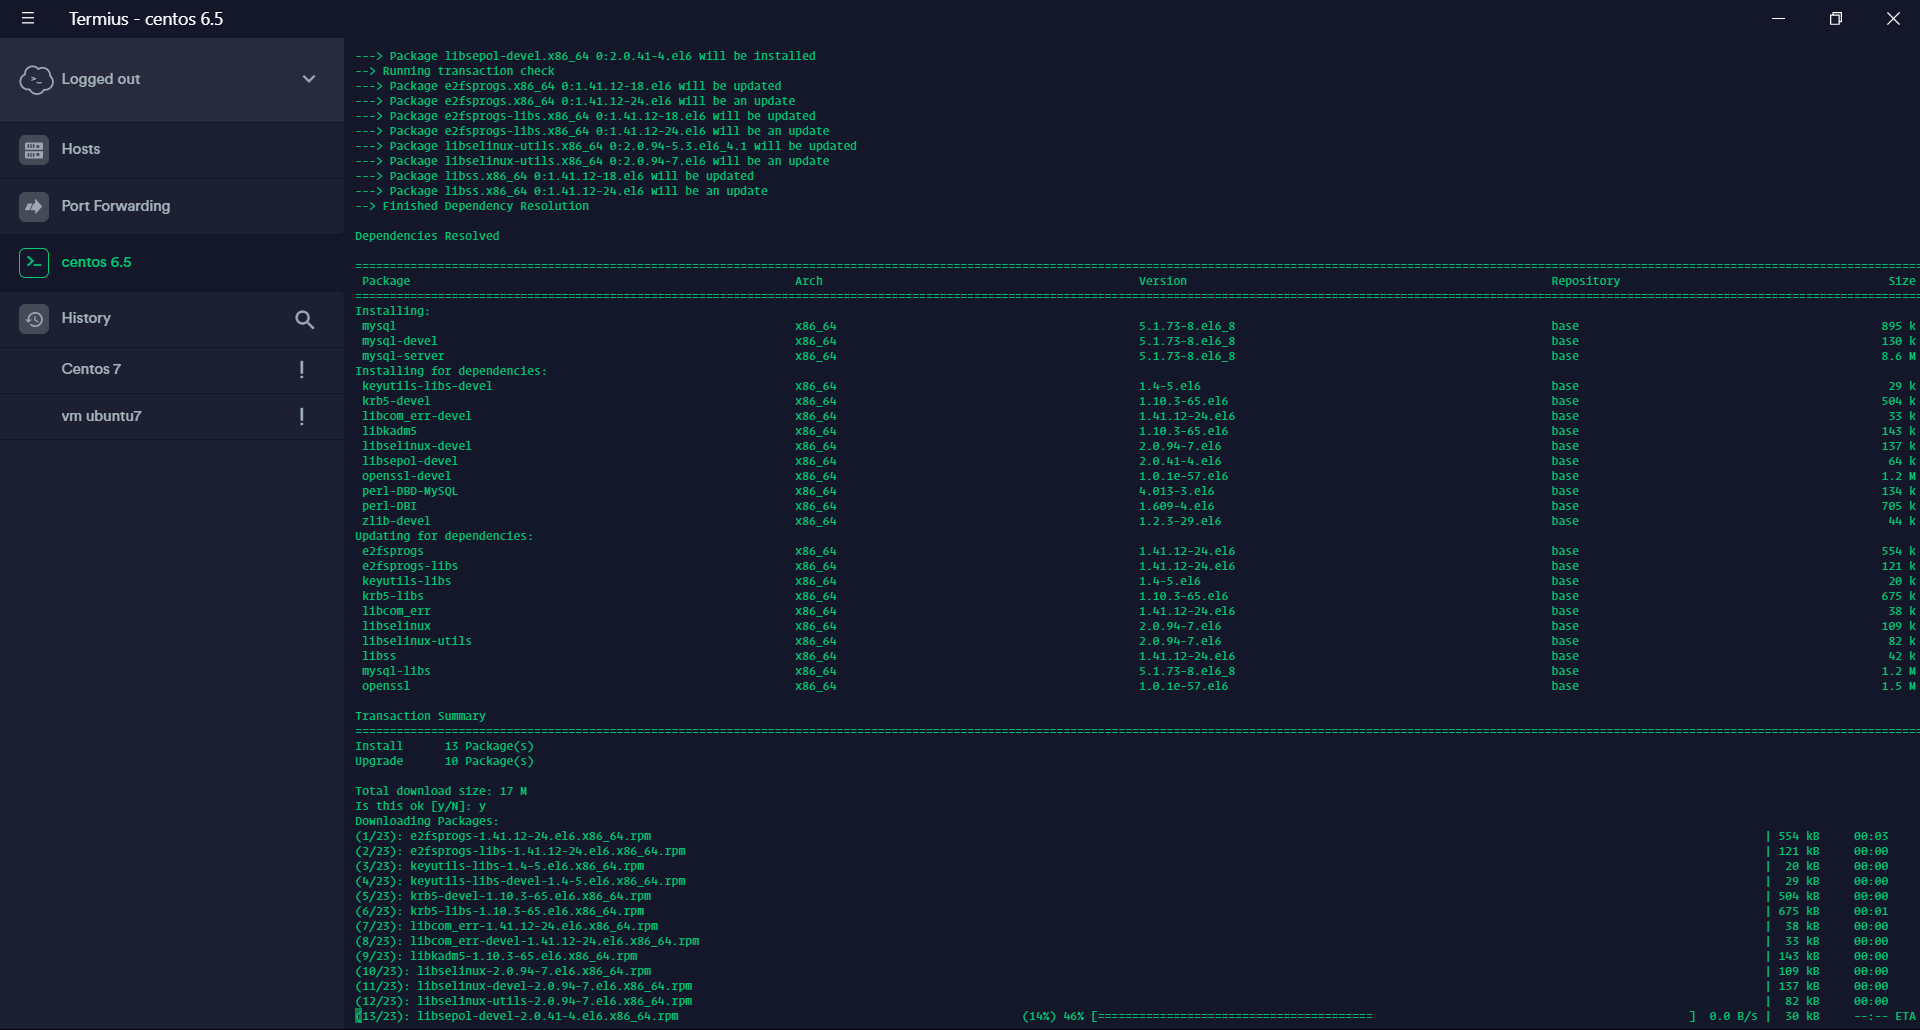 Termius - centos 6.5
Logged out
Hosts
Port Forwarding
centos 6.5
History
Centos 7
vm ubuntu7
---> Package libsepol-devel.x86_64 0:2.0.41-4.el6 will be installed
--> Running transaction check
---> Package e2fsprogs.x86_64 0:1.41.12-18.el6 will be updated
---> Package e2fsprogs.x86_64 0:1.41.12-24.el6 will be an update
---> Package e2fsprogs-libs.x86_64 0:1.41.12-18.el6 will be updated
---> Package e2fsprogs-libs.x86_64 0:1.41.12-24.el6 will be an update
---> Package libselinux-utils.x86_64 0:2.0.94-5.3.el6_4.1 will be updated
---> Package libselinux-utils.x86_64 0:2.0.94-7.el6 will be an update
---> Package libss.x86_64 0:1.41.12-18.el6 will be updated
---> Package libss.x86_64 0:1.41.12-24.el6 will be an update
--> Finished Dependency Resolution
Dependencies Resolved
Package Arch Version Repository Size
Installing:
mysql x86_64 5.1.73-8.el6_8 base 895 k
mysql-devel x86_64 5.1.73-8.el6_8 base 130 k
mysql-server x86_64 5.1.73-8.el6_8 base 8.6 M
Installing for dependencies:
keyutils-libs-devel x86_64 1.4-5.el6 base 29 k
krb5-devel x86_64 1.10.3-65.el6 base 504 k
libcom_err-devel x86_64 1.41.12-24.el6 base 33 k
libkadm5 x86_64 1.10.3-65.el6 base 143 k
libselinux-devel x86_64 2.0.94-7.el6 base 137 k
libsepol-devel x86_64 2.0.41-4.el6 base 64 k
openssl-devel x86_64 1.0.1e-57.el6 base 1.2 M
perl-DBD-MySQL x86_64 4.013-3.el6 base 134 k
perl-DBI x86_64 1.609-4.el6 base 705 k
zlib-devel x86_64 1.2.3-29.el6 base 44 k
Updating for dependencies:
e2fsprogs x86_64 1.41.12-24.el6 base 554 k
e2fsprogs-libs x86_64 1.41.12-24.el6 base 121 k
keyutils-libs x86_64 1.4-5.el6 base 20 k
krb5-libs x86_64 1.10.3-65.el6 base 675 k
libcom_err x86_64 1.41.12-24.el6 base 38 k
libselinux x86_64 2.0.94-7.el6 base 109 k
libselinux-utils x86_64 2.0.94-7.el6 base 82 k
libss x86_64 1.41.12-24.el6 base 42 k
mysql-libs x86_64 5.1.73-8.el6_8 base 1.2 M
openssl x86_64 1.0.1e-57.el6 base 1.5 M
Transaction Summary
Install 13 Package(s)
Upgrade 10 Package(s)
Total download size: 17 M
Is this ok [y/N]: y
Downloading Packages:
(1/23): e2fsprogs-1.41.12-24.el6.x86_64.rpm | 554 kB 00:03
(2/23): e2fsprogs-libs-1.41.12-24.el6.x86_64.rpm | 121 kB 00:00
(3/23): keyutils-libs-1.4-5.el6.x86_64.rpm | 20 kB 00:00
(4/23): keyutils-libs-devel-1.4-5.el6.x86_64.rpm | 29 kB 00:00
(5/23): krb5-devel-1.10.3-65.el6.x86_64.rpm | 504 kB 00:00
(6/23): krb5-libs-1.10.3-65.el6.x86_64.rpm | 675 kB 00:01
(7/23): libcom_err-1.41.12-24.el6.x86_64.rpm | 38 kB 00:00
(8/23): libcom_err-devel-1.41.12-24.el6.x86_64.rpm | 33 kB 00:00
(9/23): libkadm5-1.10.3-65.el6.x86_64.rpm | 143 kB 00:00
(10/23): libselinux-2.0.94-7.el6.x86_64.rpm | 109 kB 00:00
(11/23): libselinux-devel-2.0.94-7.el6.x86_64.rpm | 137 kB 00:00
(12/23): libselinux-utils-2.0.94-7.el6.x86_64.rpm | 82 kB 00:00
(13/23): libsepol-devel-2.0.41-4.el6.x86_64.rpm (14%) 46% [======================================== ] 0.0 B/s | 30 kB --:-- ETA